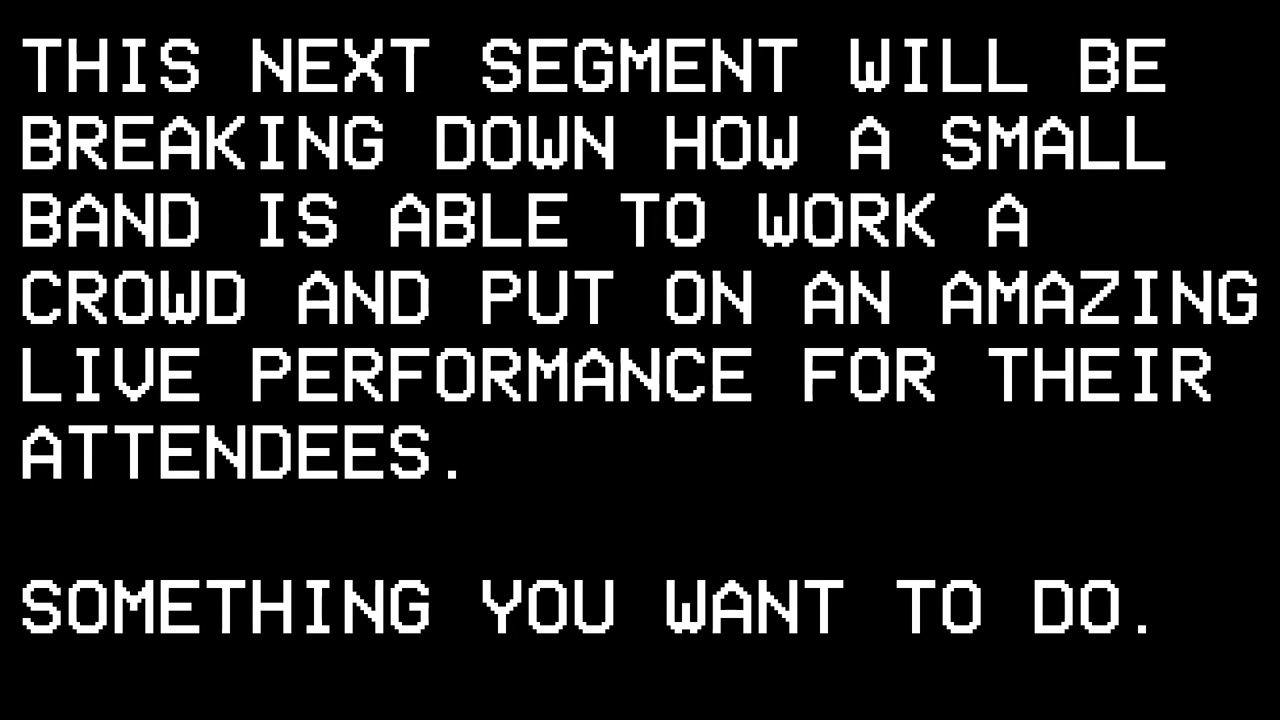 THIS NEXT SEGMENT WILL BE
BREAKING DOWN HOW A SMALL
BAND IS ABLE TO WORK A
CROWD AND PUT ON AN AMAZING
LIVE PERFORMANCE FOR THEIR
ATTENDEES.
SOMETHING YOU WANT TO DO.